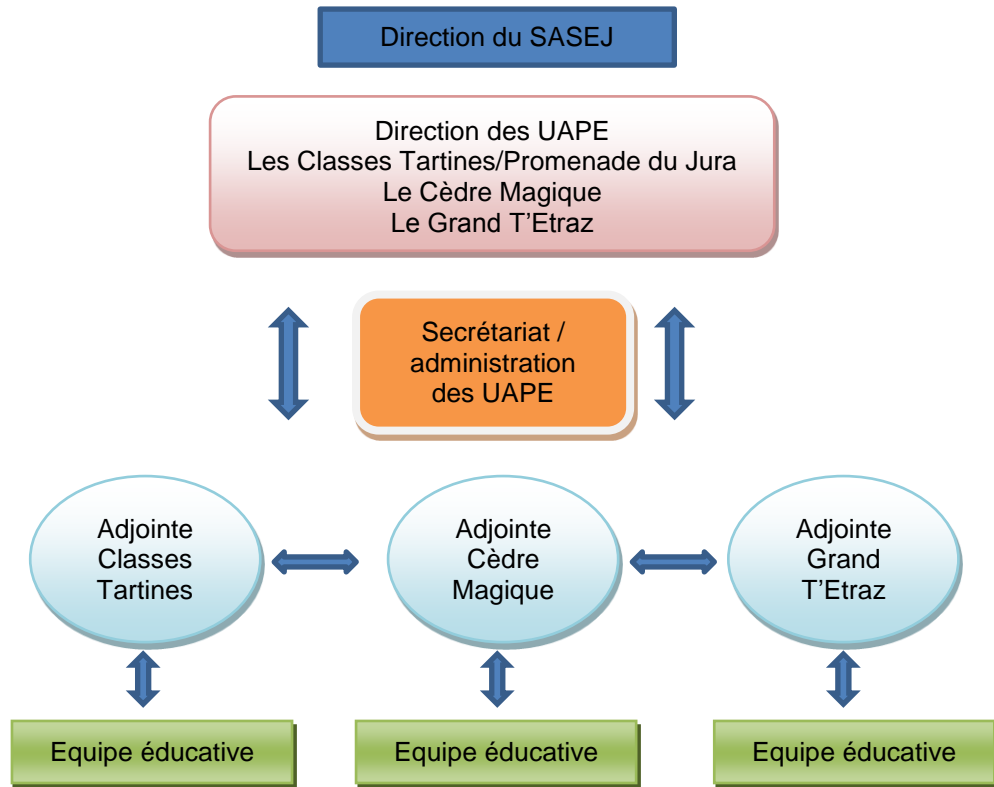 Direction du SASEJ
Direction des UAPE
Les Classes Tartines/Promenade du Jura
Le Cèdre Magique
Le Grand T'Etraz
Secrétariat /
administration
des UAPE
Adjointe
Classes
Tartines
Adjointe
Cèdre
Magique
Adjointe
Grand
T'Etraz
Equipe éducative
Equipe éducative
Equipe éducative